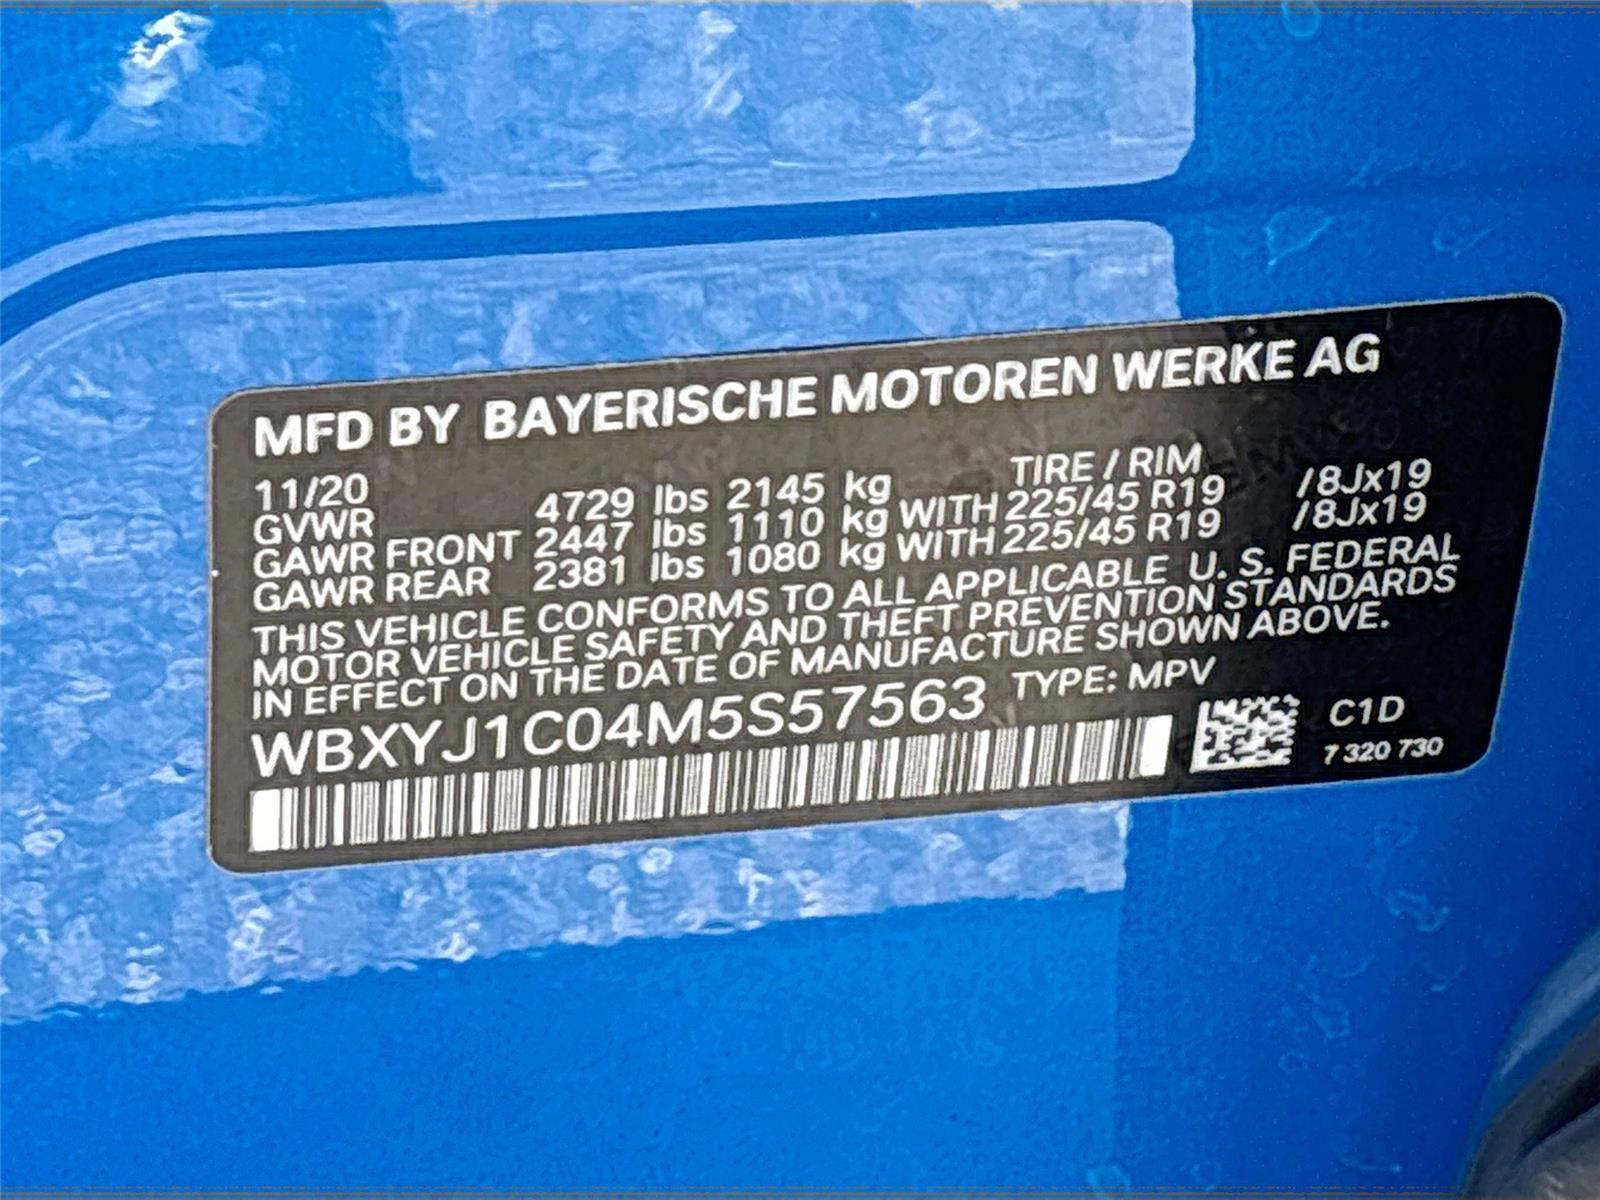 MFD BY BAYERISCHE MOTOREN WERKE AG
11/20 TIRE / RIM
GVWR 4729 lbs 2145 kg
GAWR FRONT 2447 lbs 1110 kg WITH 225/45 R19 /8Jx19
GAWR REAR 2381 lbs 1080 kg WITH 225/45 R19 /8Jx19
THIS VEHICLE CONFORMS TO ALL APPLICABLE U. S. FEDERAL
MOTOR VEHICLE SAFETY AND THEFT PREVENTION STANDARDS
IN EFFECT ON THE DATE OF MANUFACTURE SHOWN ABOVE.
WBXYJ1C04M5S57563 TYPE: MPV
C1D
7 320 730